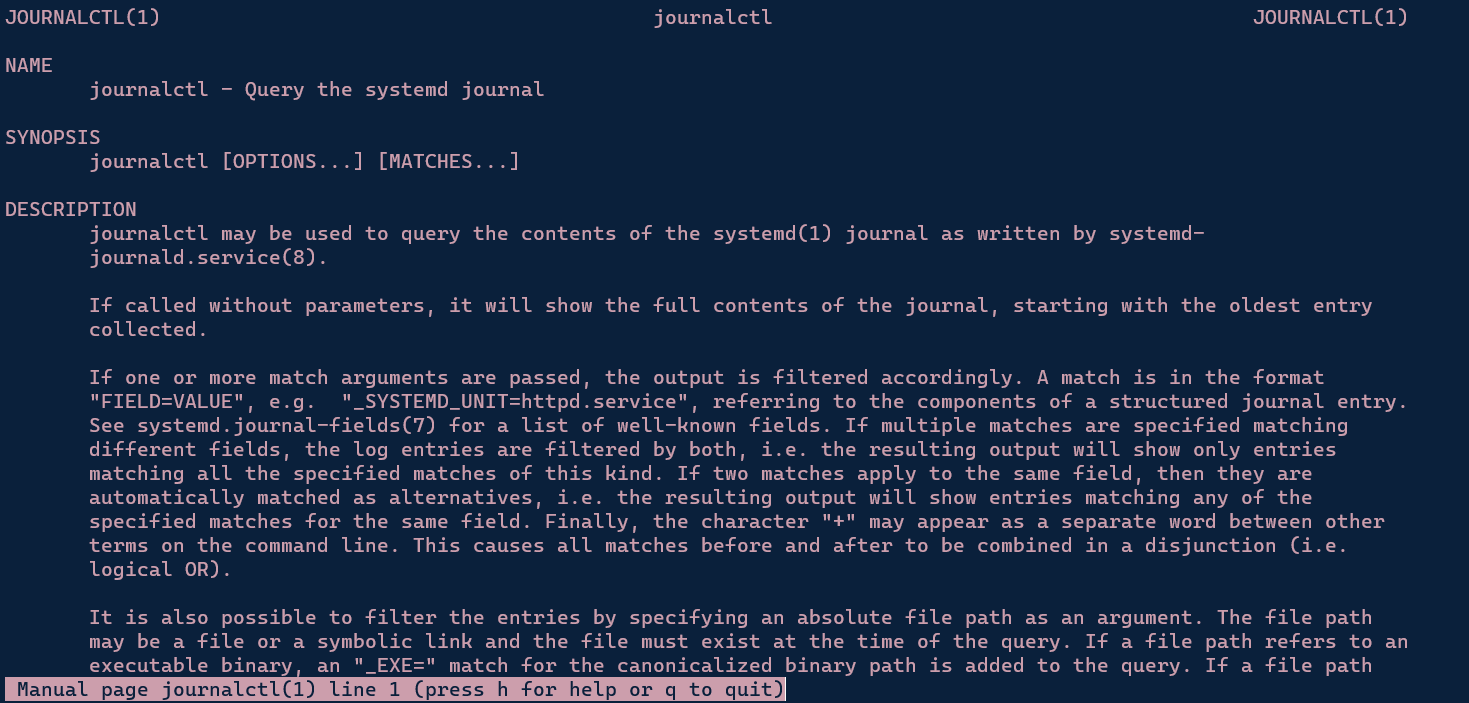 JOURNALCTL(1) journalctl JOURNALCTL(1)
NAME
journalctl - Query the systemd journal
SYNOPSIS
journalctl [OPTIONS...] [MATCHES...]
DESCRIPTION
journalctl may be used to query the contents of the systemd(1) journal as written by systemd-
journald.service(8).
If called without parameters, it will show the full contents of the journal, starting with the oldest entry
collected.
If one or more match arguments are passed, the output is filtered accordingly. A match is in the format
"FIELD=VALUE", e.g.  "_SYSTEMD_UNIT=httpd.service", referring to the components of a structured journal entry.
See systemd.journal-fields(7) for a list of well-known fields. If multiple matches are specified matching
different fields, the log entries are filtered by both, i.e. the resulting output will show only entries
matching all the specified matches of this kind. If two matches apply to the same field, then they are
automatically matched as alternatives, i.e. the resulting output will show entries matching any of the
specified matches for the same field. Finally, the character "+" may appear as a separate word between other
terms on the command line. This causes all matches before and after to be combined in a disjunction (i.e.
logical OR).
It is also possible to filter the entries by specifying an absolute file path as an argument. The file path
may be a file or a symbolic link and the file must exist at the time of the query. If a file path refers to an
executable binary, an "_EXE=" match for the canonicalized binary path is added to the query. If a file path
Manual page journalctl(1) line 1 (press h for help or q to quit)